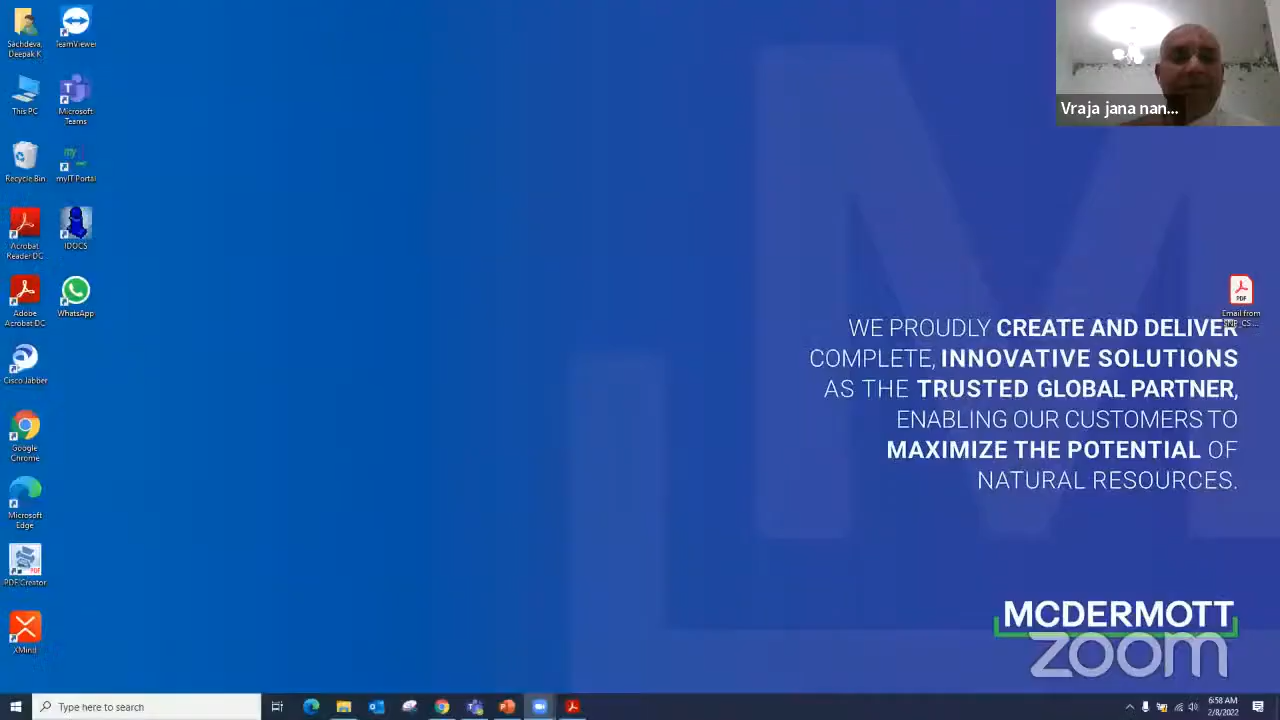 Sachdeva,
Deepak K
TeamViewer
This PC
Microsoft
Teams
Recycle Bin
myIT Portal
Acrobat
Reader DC
IDOCS
Adobe
Acrobat DC
WhatsApp
Cisco Jabber
Google
Chrome
Microsoft
Edge
PDF Creator
XMind
Vraja jana nan...
PDF
Email from
WE PROUDLY CREATE AND DELIVER
COMPLETE, INNOVATIVE SOLUTIONS
AS THE TRUSTED GLOBAL PARTNER,
ENABLING OUR CUSTOMERS TO
MAXIMIZE THE POTENTIAL OF
NATURAL RESOURCES.
MCDERMOTT
zoom
Type here to search
6:58 AM
2/8/2022